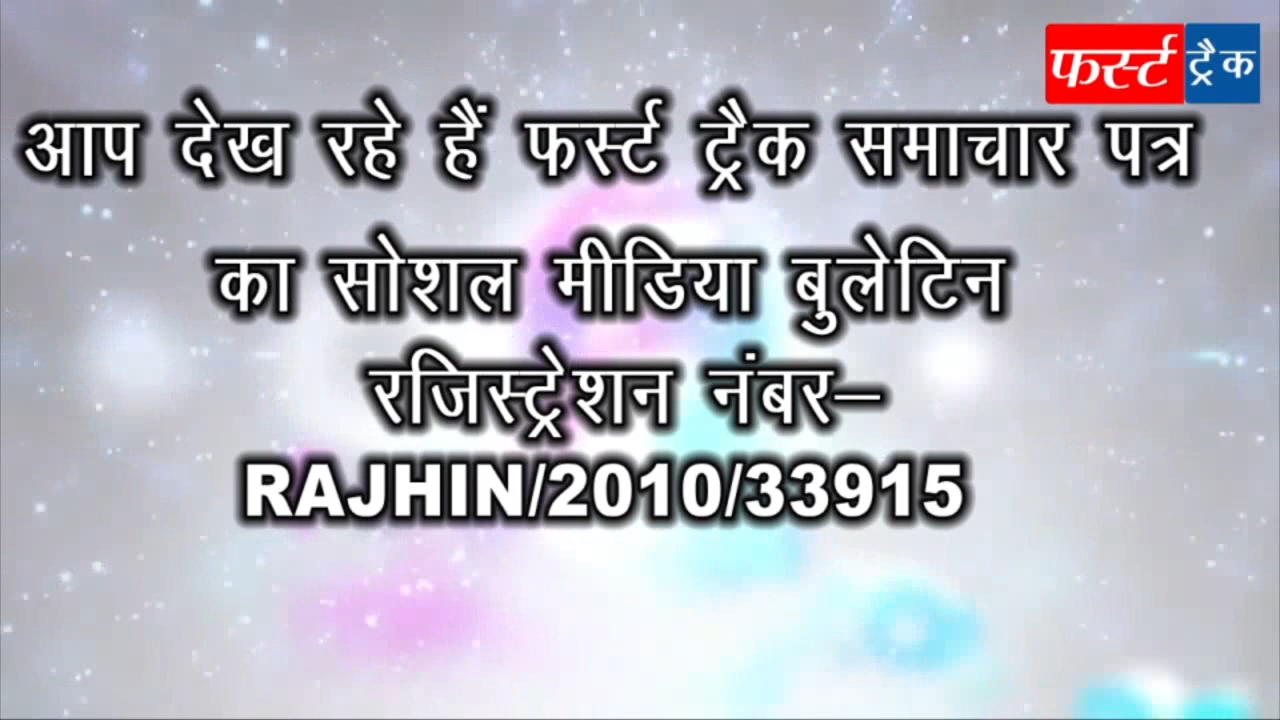 फर्स्ट ट्रैक
आप देख रहे हैं फर्स्ट ट्रैक समाचार पत्र
का सोशल मीडिया बुलेटिन
रजिस्ट्रेशन नंबर–
RAJHIN/2010/33915